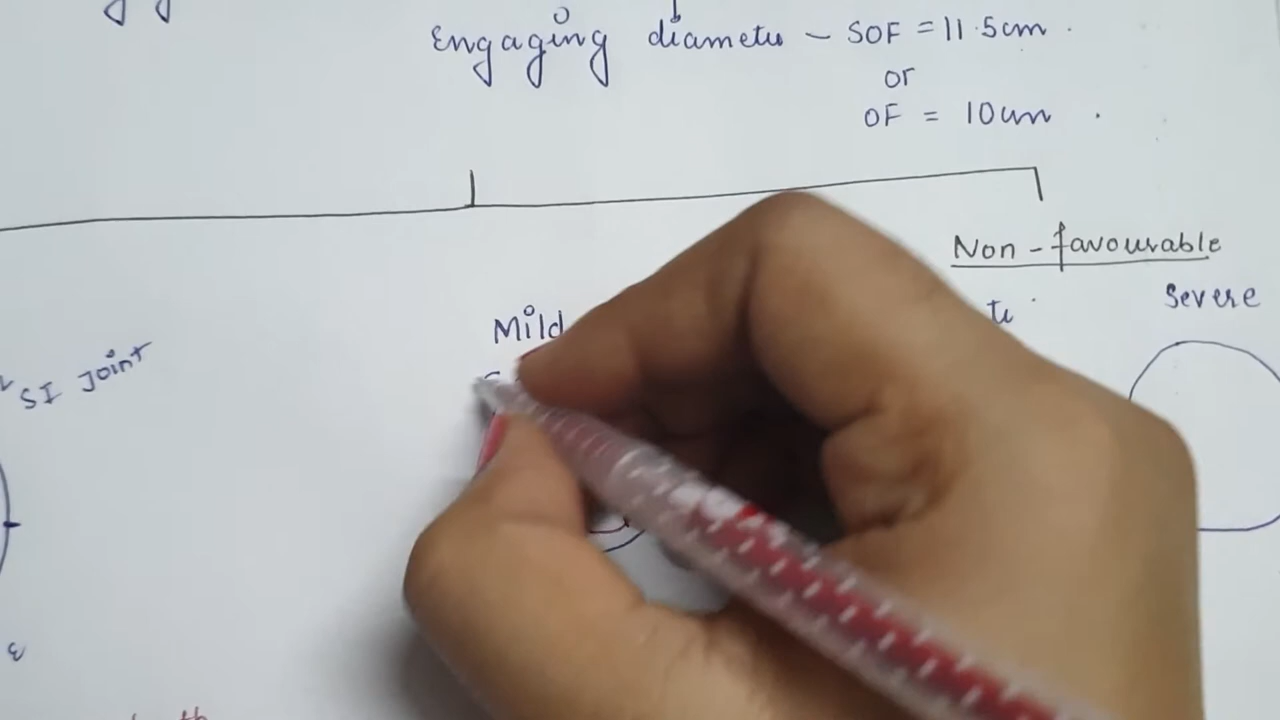 Engaging diameter - SOF = 11.5cm.
or
OF = 10cm.
Non-favourable
Mild
Severe
SI Joint